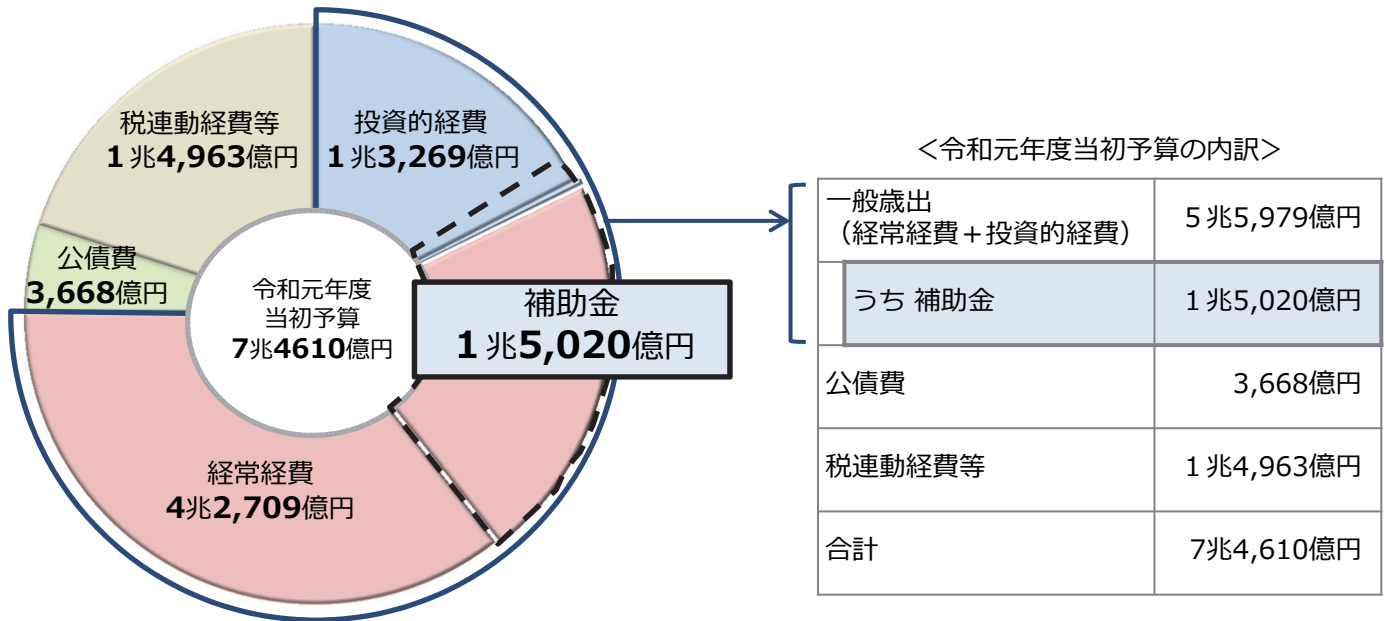 税連動経費等
1兆4,963億円
投資的経費
1兆3,269億円
公債費
3,668億円
令和元年度
当初予算
7兆4610億円
補助金
1兆5,020億円
経常経費
4兆2,709億円
＜令和元年度当初予算の内訳＞
一般歳出
（経常経費＋投資的経費） 5兆5,979億円
うち 補助金 1兆5,020億円
公債費 3,668億円
税連動経費等 1兆4,963億円
合計 7兆4,610億円